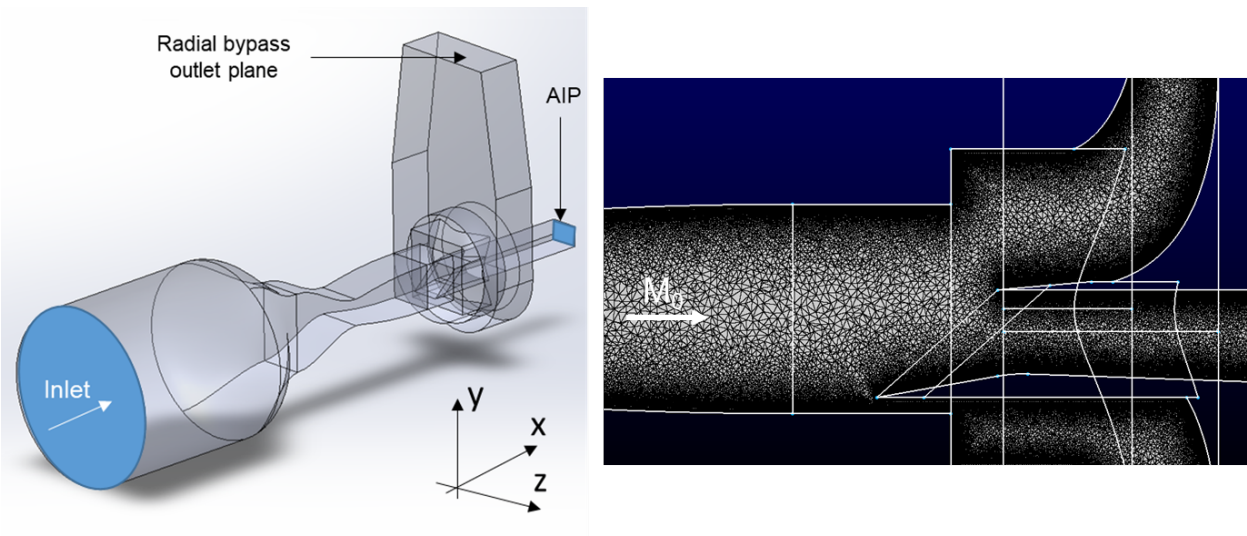 Radial bypass
outlet plane
AIP
Inlet
y
x
z
M₀